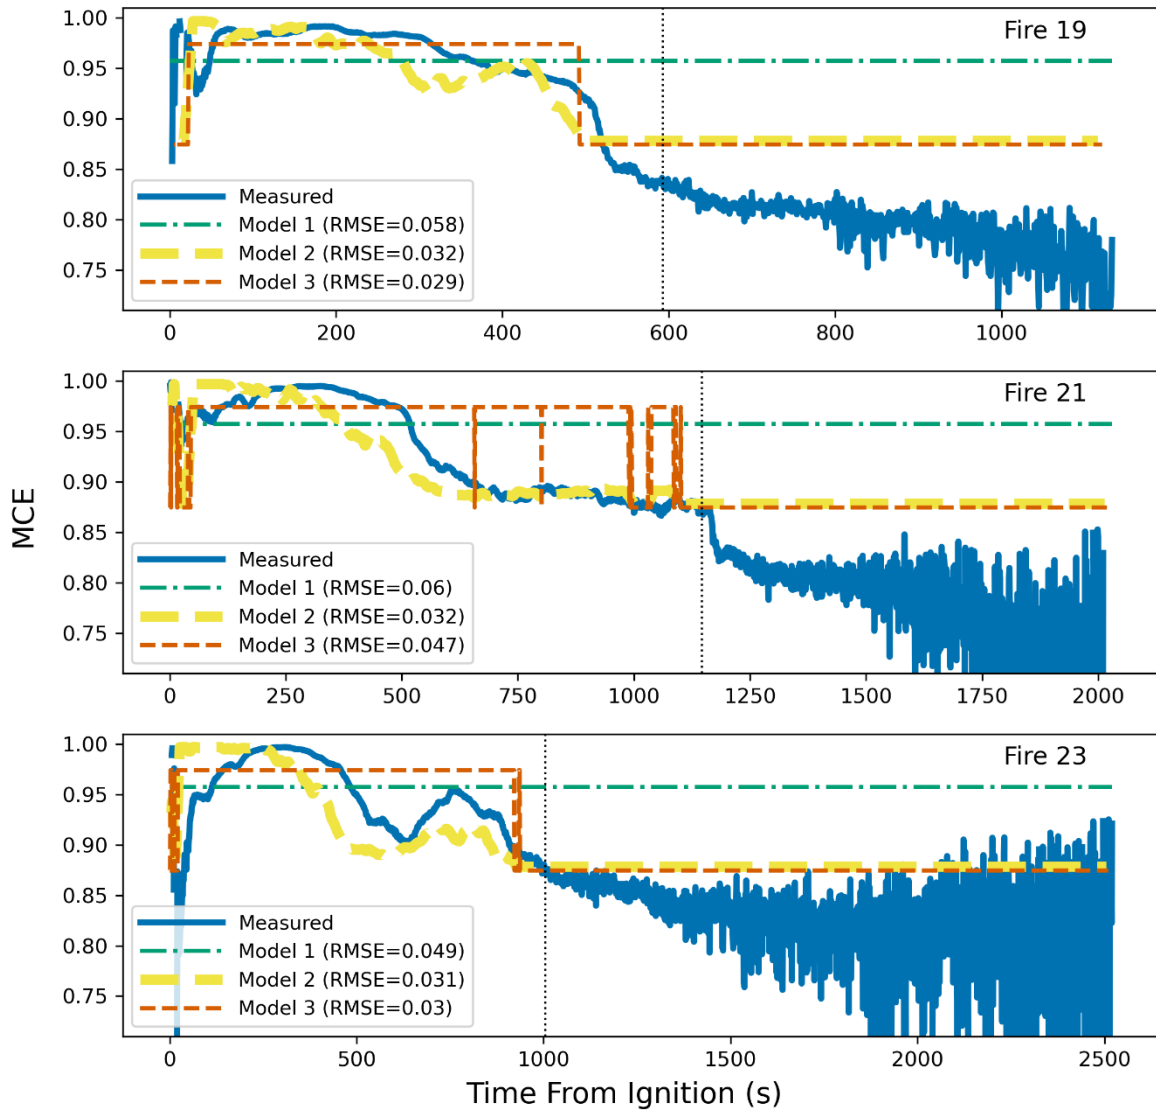 Fire 19
1.00
0.95
0.90
0.85
0.80
0.75
Measured
Model 1 (RMSE=0.058)
Model 2 (RMSE=0.032)
Model 3 (RMSE=0.029)
0 200 400 600 800 1000
Fire 21
1.00
0.95
0.90
0.85
0.80
0.75
MCE
Measured
Model 1 (RMSE=0.06)
Model 2 (RMSE=0.032)
Model 3 (RMSE=0.047)
0 250 500 750 1000 1250 1500 1750 2000
Fire 23
1.00
0.95
0.90
0.85
0.80
0.75
Measured
Model 1 (RMSE=0.049)
Model 2 (RMSE=0.031)
Model 3 (RMSE=0.03)
0 500 1000 1500 2000 2500
Time From Ignition (s)